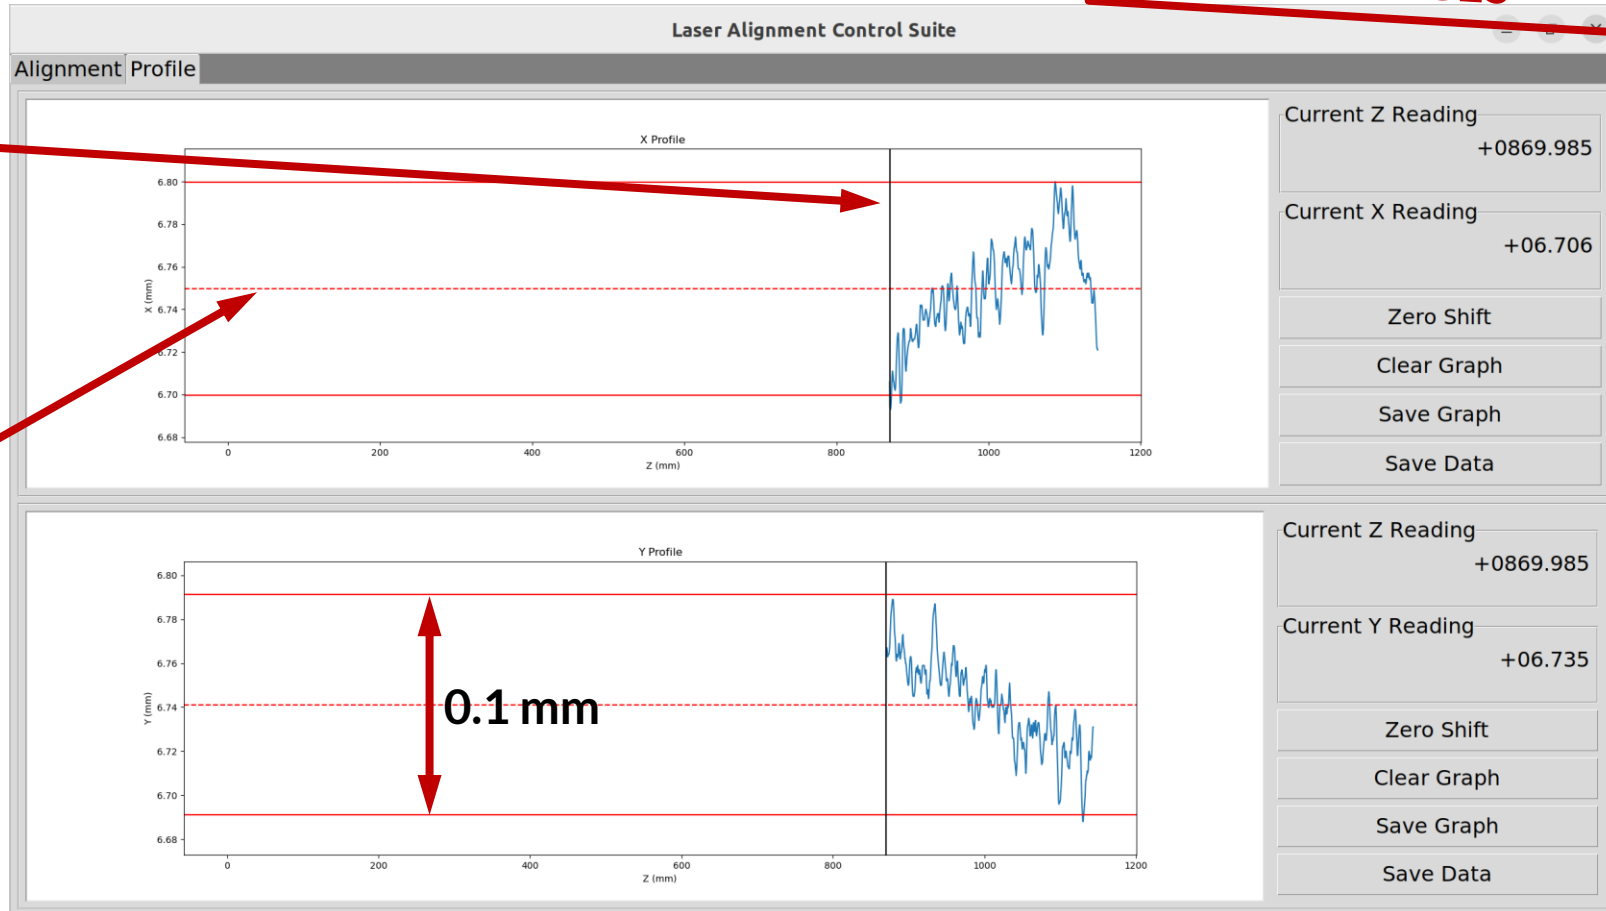 Laser Alignment Control Suite
Alignment Profile
X Profile
6.80
6.78
6.76
6.74
6.72
6.70
6.68
X (mm)
0 200 400 600 800 1000 1200
Z (mm)
Current Z Reading
+0869.985
Current X Reading
+06.706
Zero Shift
Clear Graph
Save Graph
Save Data
Y Profile
6.80
6.78
6.76
6.74
6.72
6.70
6.68
Y (mm)
0.1 mm
0 200 400 600 800 1000 1200
Z (mm)
Current Z Reading
+0869.985
Current Y Reading
+06.735
Zero Shift
Clear Graph
Save Graph
Save Data